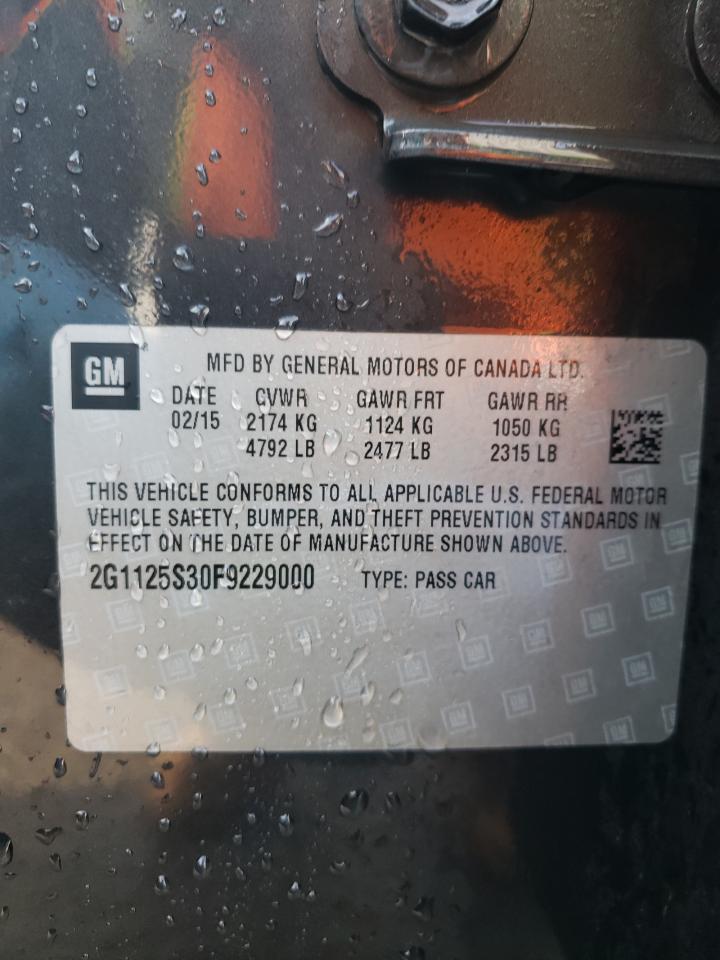 GM
MFD BY GENERAL MOTORS OF CANADA LTD.
DATE GVWR GAWR FRT GAWR RR
02/15 2174 KG 1124 KG 1050 KG
4792 LB 2477 LB 2315 LB
THIS VEHICLE CONFORMS TO ALL APPLICABLE U.S. FEDERAL MOTOR
VEHICLE SAFETY, BUMPER, AND THEFT PREVENTION STANDARDS IN
EFFECT ON THE DATE OF MANUFACTURE SHOWN ABOVE.
2G1125S30F9229000 TYPE: PASS CAR